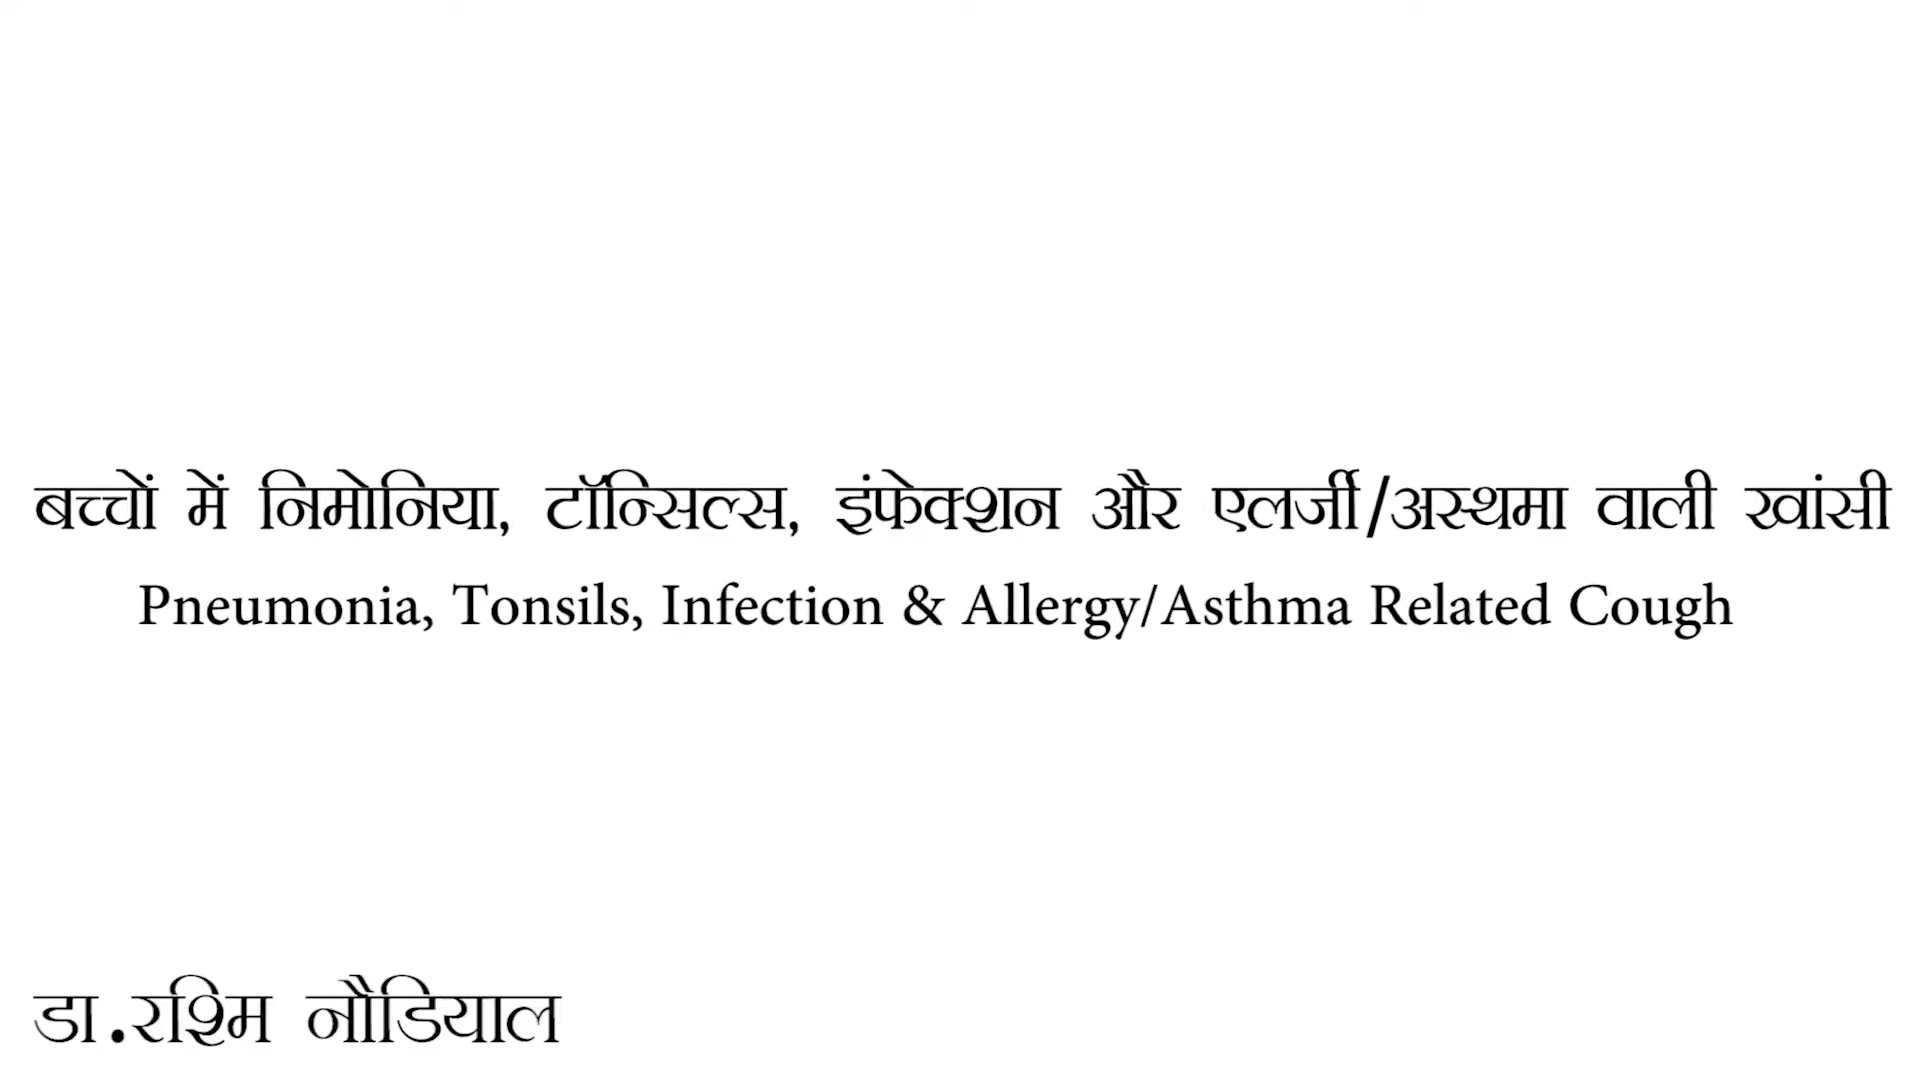 बच्चों में निमोनिया, टॉन्सिल्स, इंफेक्शन और एलर्जी/अस्थमा वाली खांसी
Pneumonia, Tonsils, Infection & Allergy/Asthma Related Cough
डा.रश्मि नौडियाल